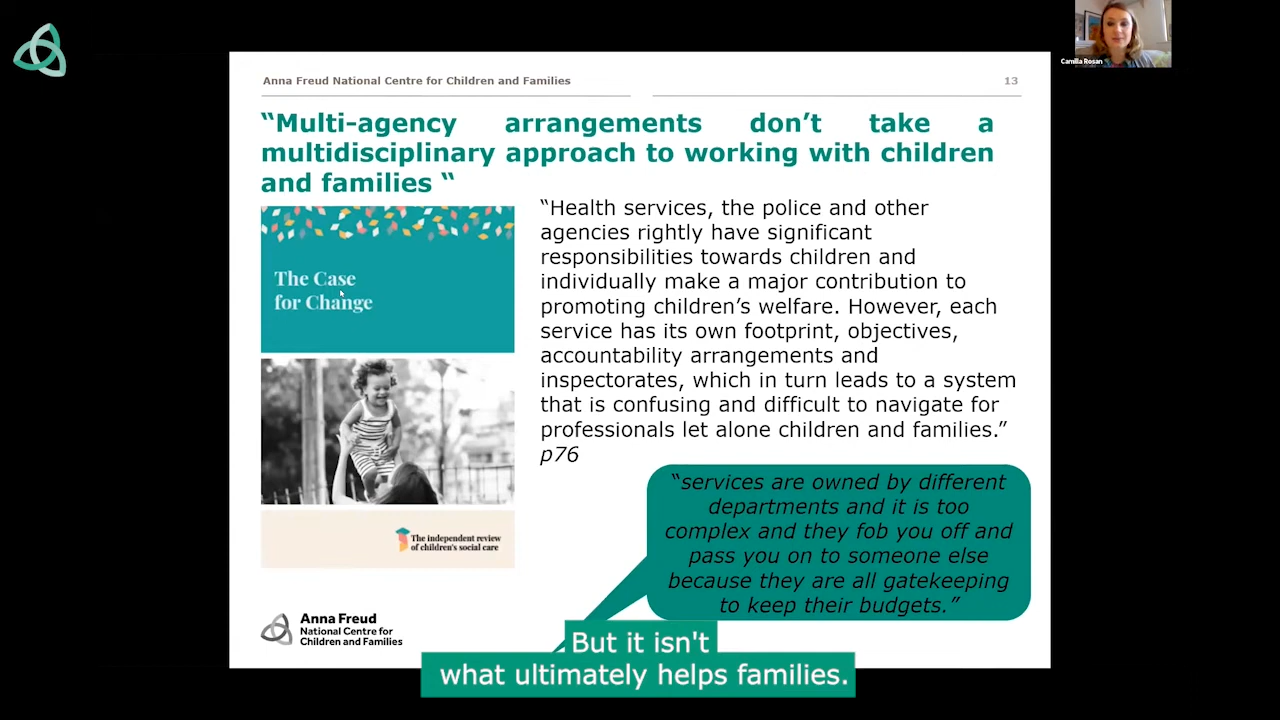 Camilla Rosan
Anna Freud National Centre for Children and Families
13
“Multi-agency arrangements don’t take a
multidisciplinary approach to working with children
and families “
The Case
for Change
The independent review
of children's social care
“Health services, the police and other
agencies rightly have significant
responsibilities towards children and
individually make a major contribution to
promoting children’s welfare. However, each
service has its own footprint, objectives,
accountability arrangements and
inspectorates, which in turn leads to a system
that is confusing and difficult to navigate for
professionals let alone children and families.”
p76
“services are owned by different
departments and it is too
complex and they fob you off and
pass you on to someone else
because they are all gatekeeping
to keep their budgets.”
Anna Freud
National Centre for
Children and Families
But it isn't
what ultimately helps families.